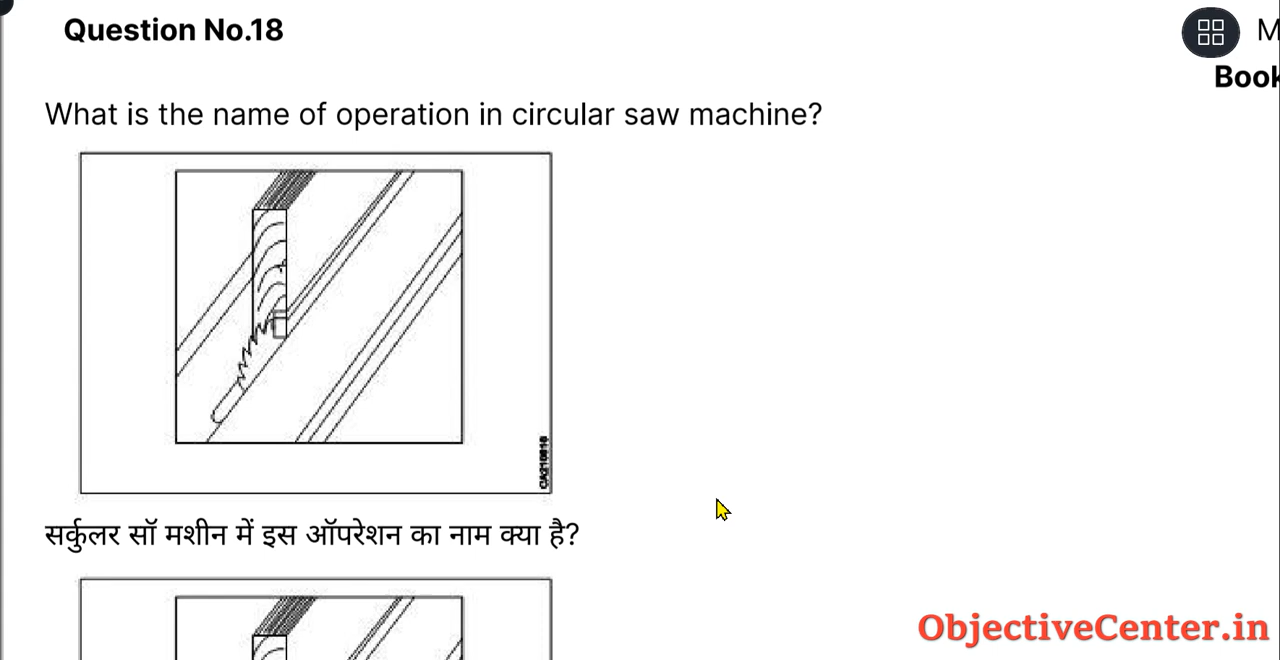 Question No.18
M
Book
What is the name of operation in circular saw machine?
सर्कुलर सॉ मशीन में इस ऑपरेशन का नाम क्या है?
ObjectiveCenter.in